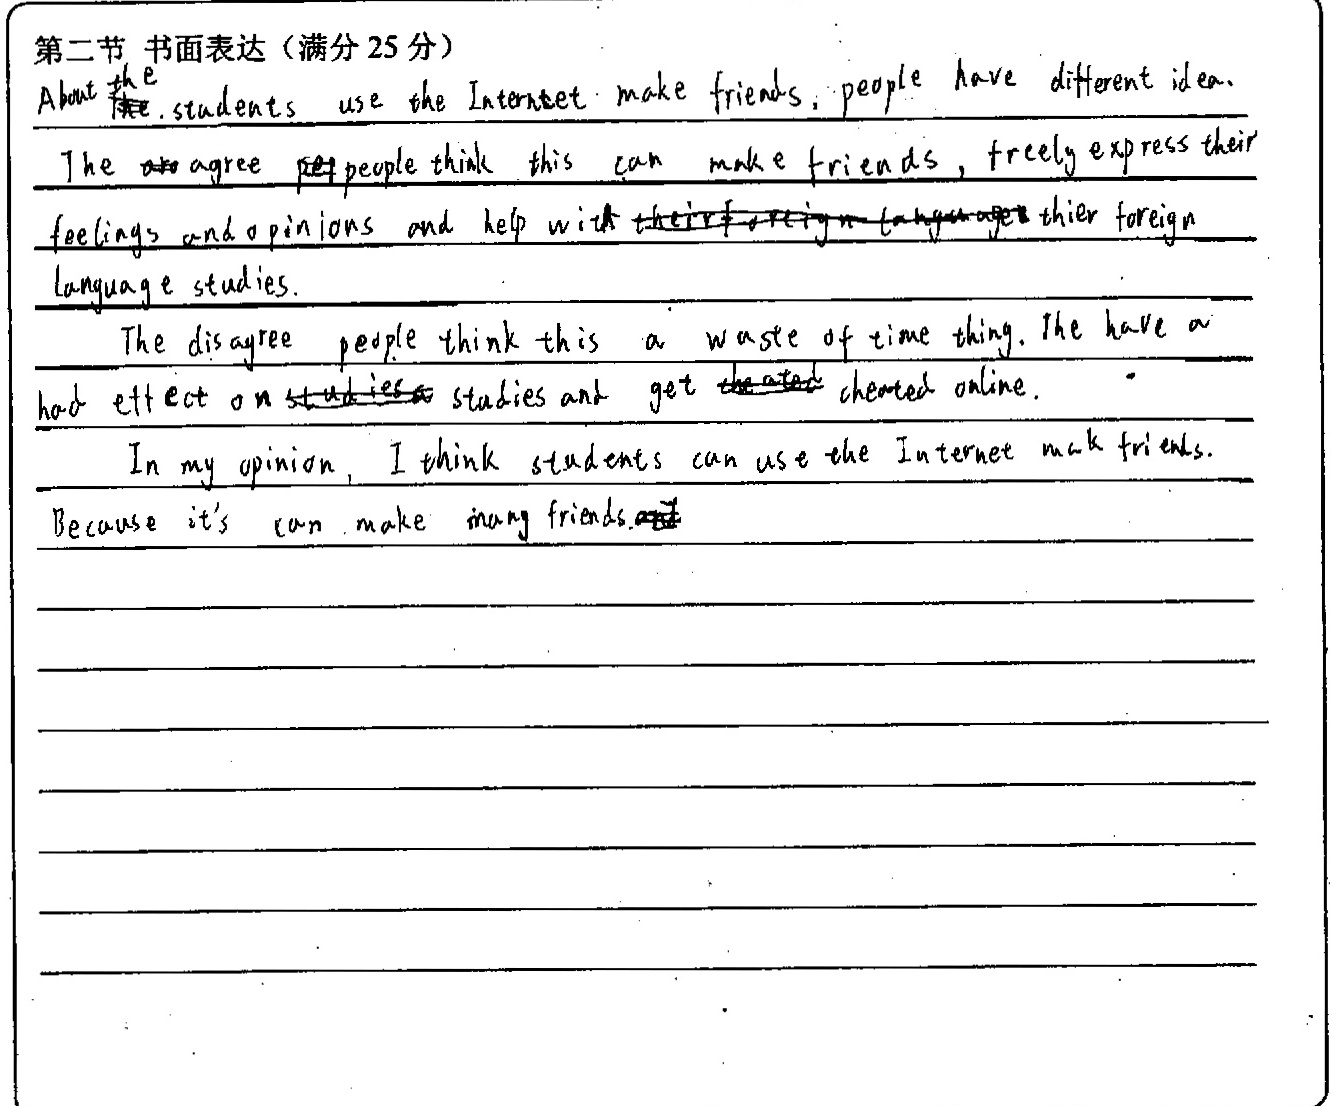 第二节 书面表达（满分 25 分）
About the students use the Internet make friends, people have different idea.
The agree people think this can make friends, freely express their
feelings and opinions and help with thier foreign
language studies.
The disagree people think this a waste of time thing. The have a
bad effect on studies and get cheated online.
In my opinion, I think students can use the Internet mak friends.
Because it's can make many friends.